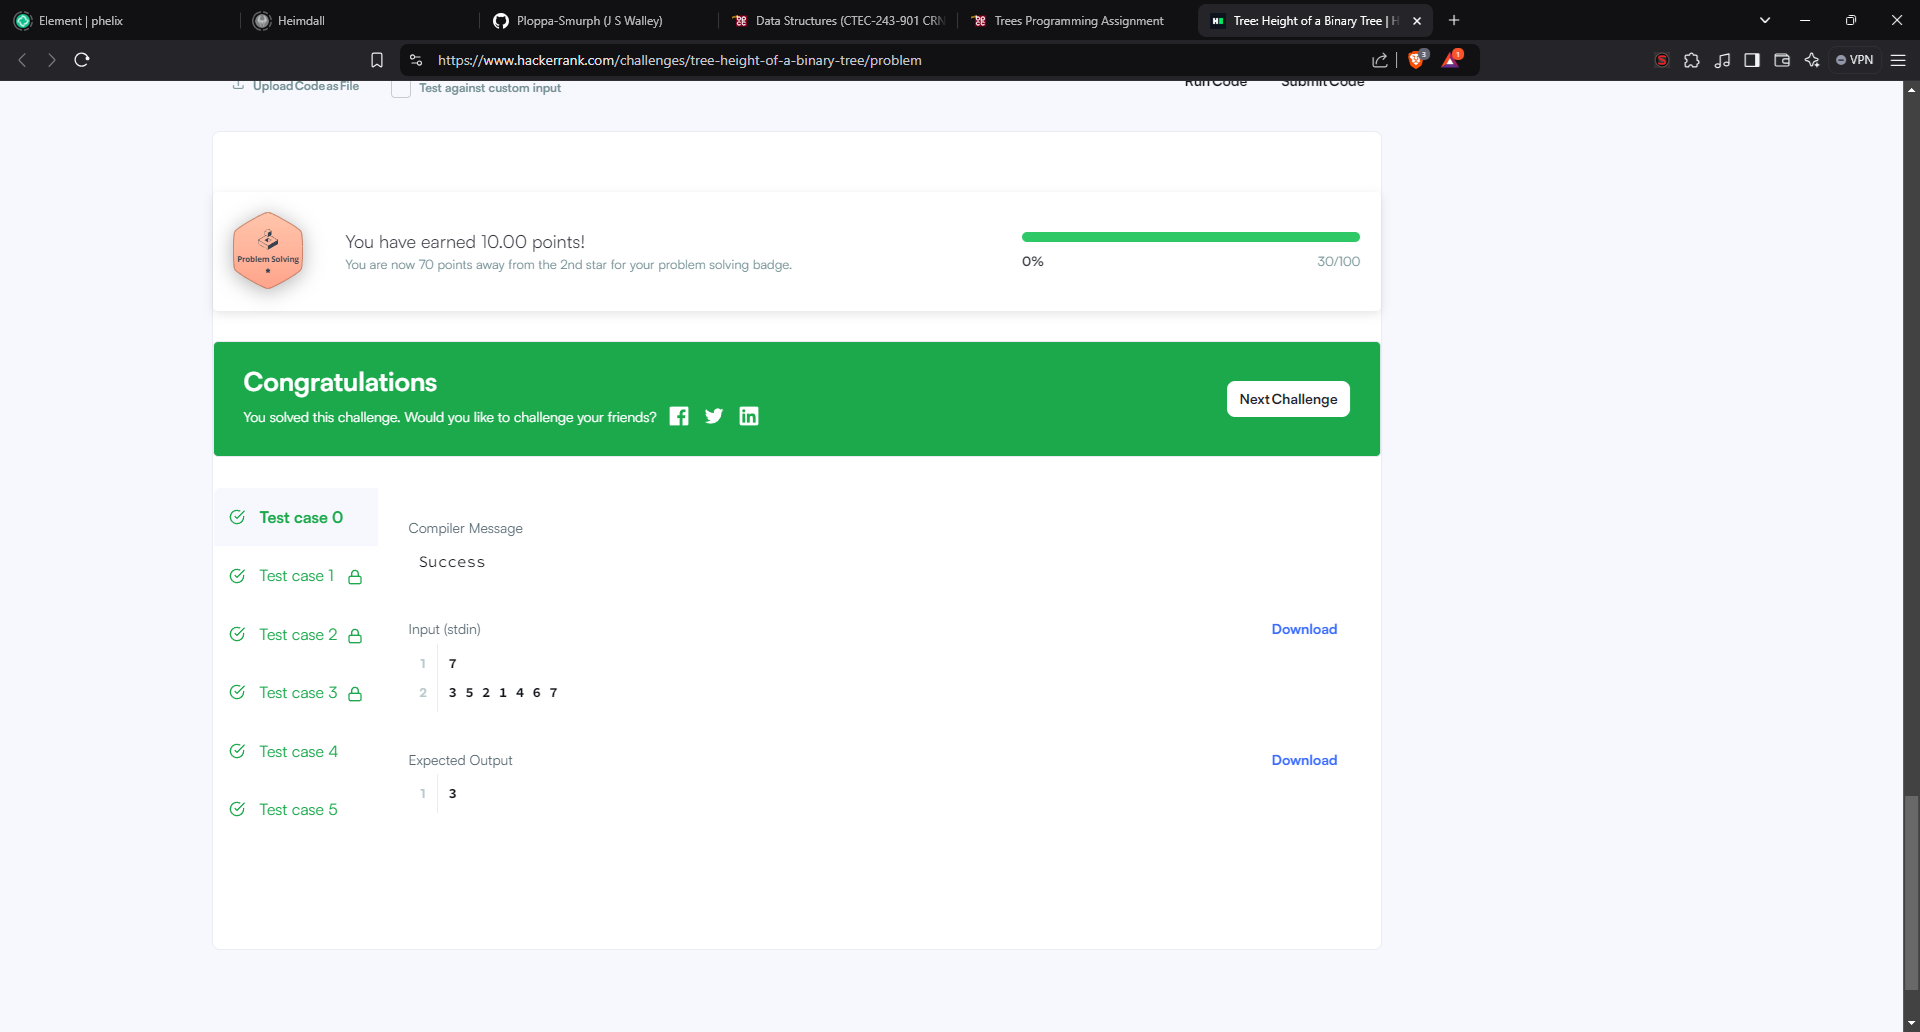 Element | phelix
Heimdall
Ploppa-Smurph (J S Walley)
Data Structures (CTEC-243-901 CRN
Trees Programming Assignment
Tree: Height of a Binary Tree | H
https://www.hackerrank.com/challenges/tree-height-of-a-binary-tree/problem
3
1
S
VPN
Upload Code as File
Test against custom input
Run Code
Submit Code
Problem Solving
You have earned 10.00 points!
You are now 70 points away from the 2nd star for your problem solving badge.
0%
30/100
Congratulations
You solved this challenge. Would you like to challenge your friends?
Next Challenge
Test case 0
Test case 1
Test case 2
Test case 3
Test case 4
Test case 5
Compiler Message
Success
Input (stdin)
Download
1 7
2 3 5 2 1 4 6 7
Expected Output
Download
1 3